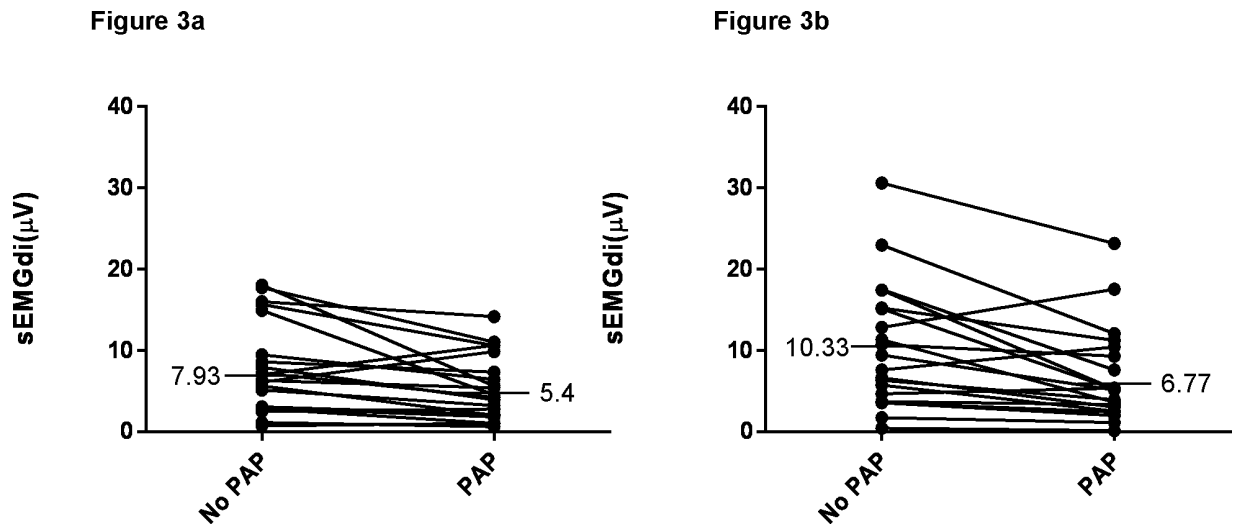 Figure 3a
40
30
20
10
0
sEMGdi(μV)
7.93
5.4
No PAP
PAP
Figure 3b
40
30
20
10
0
sEMGdi(μV)
10.33
6.77
No PAP
PAP